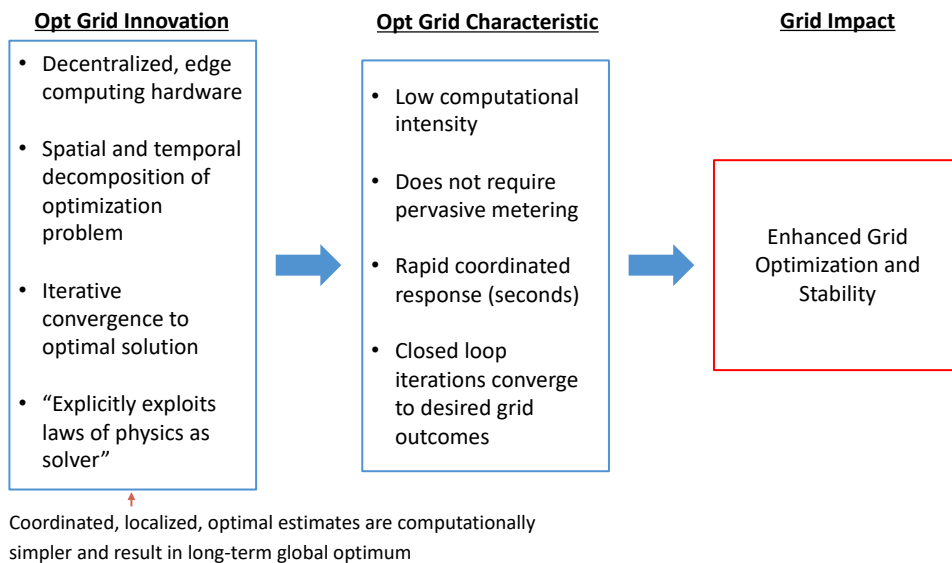 Opt Grid Innovation
• Decentralized, edge
computing hardware
• Spatial and temporal
decomposition of
optimization
problem
• Iterative
convergence to
optimal solution
• “Explicitly exploits
laws of physics as
solver”
Opt Grid Characteristic
• Low computational
intensity
• Does not require
pervasive metering
• Rapid coordinated
response (seconds)
• Closed loop
iterations converge
to desired grid
outcomes
Grid Impact
Enhanced Grid
Optimization and
Stability
Coordinated, localized, optimal estimates are computationally
simpler and result in long-term global optimum